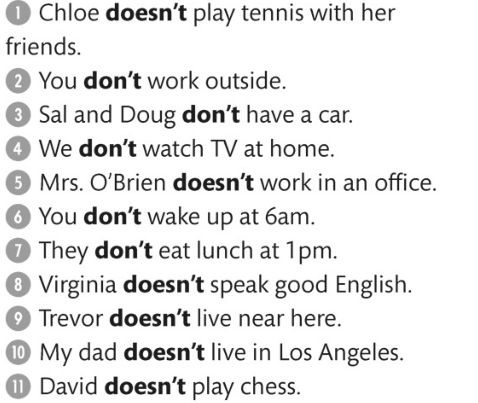 1 Chloe doesn’t play tennis with her
friends.
2 You don’t work outside.
3 Sal and Doug don’t have a car.
4 We don’t watch TV at home.
5 Mrs. O’Brien doesn’t work in an office.
6 You don’t wake up at 6am.
7 They don’t eat lunch at 1pm.
8 Virginia doesn’t speak good English.
9 Trevor doesn’t live near here.
10 My dad doesn’t live in Los Angeles.
11 David doesn’t play chess.